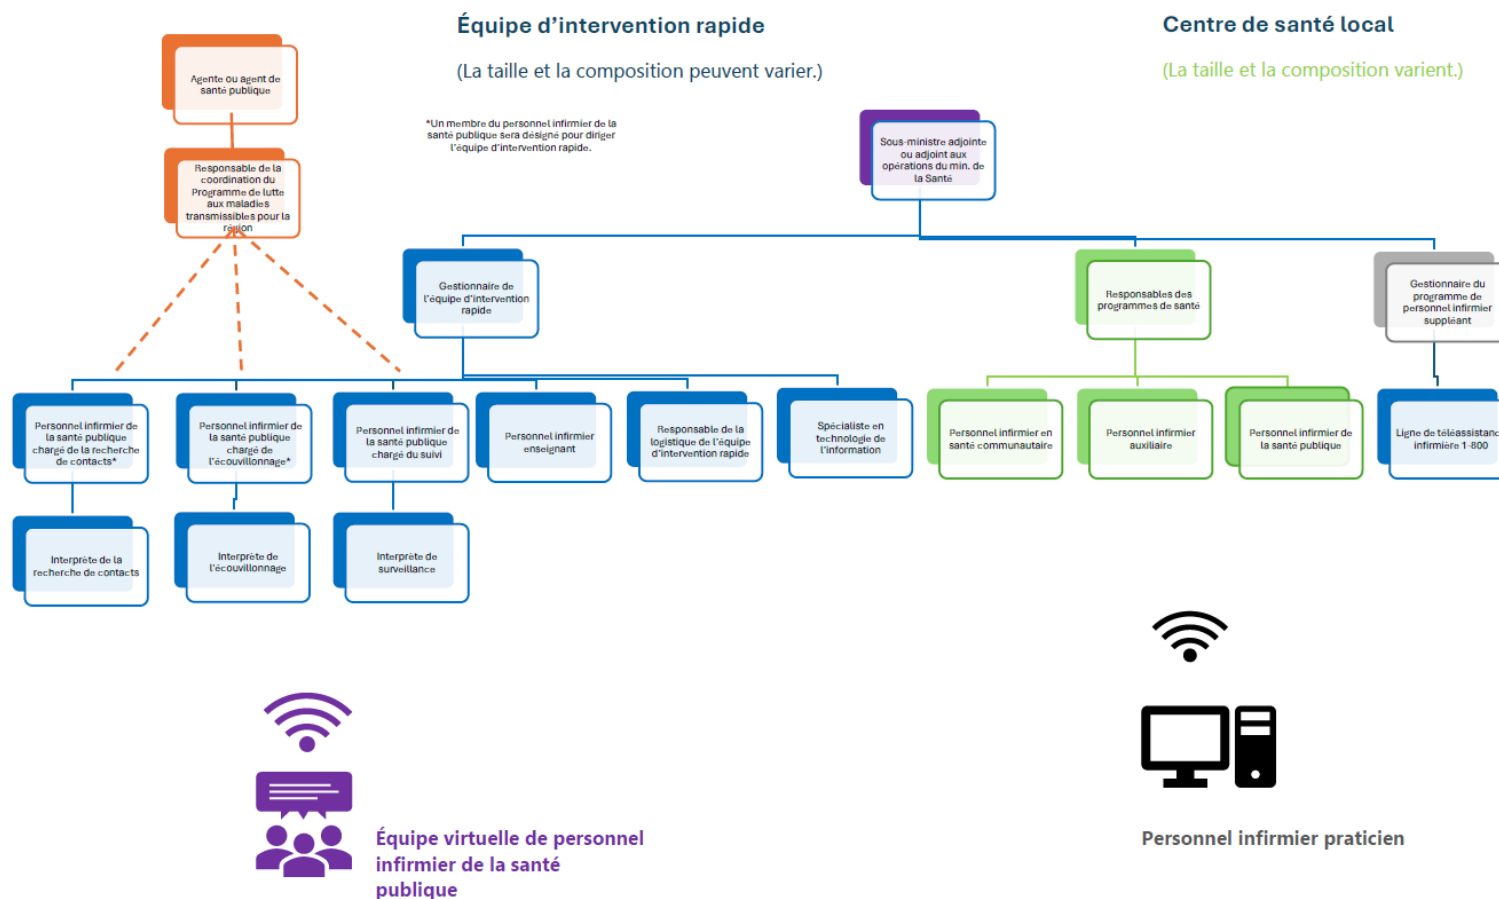 Équipe d’intervention rapide
(La taille et la composition peuvent varier.)
Centre de santé local
(La taille et la composition varient.)
Agente ou agent de
santé publique
*Un membre du personnel infirmier de la
santé publique sera désigné pour diriger
l’équipe d’intervention rapide.
Sous-ministre adjointe
ou adjoint aux
opérations du min. de
la Santé
Responsable de la
coordination du
Programme de lutte
aux maladies
transmissibles pour la
région
Gestionnaire de
l’équipe d’intervention
rapide
Responsables des
programmes de santé
Gestionnaire du
programme de
personnel infirmier
suppléant
Personnel infirmier de
la santé publique
chargé de la recherche
de contacts*
Personnel infirmier de
la santé publique
chargé de
l’écouvillonnage*
Personnel infirmier de
la santé publique
chargé du suivi
Personnel infirmier
enseignant
Responsable de la
logistique de l’équipe
d’intervention rapide
Spécialiste en
technologie de
l’information
Personnel infirmier en
santé communautaire
Personnel infirmier
auxiliaire
Personnel infirmier de
la santé publique
Ligne de téléassistance
infirmière 1-800
Interprète de la
recherche de contacts
Interprète de
l’écouvillonnage
Interprète de
surveillance
Équipe virtuelle de personnel
infirmier de la santé
publique
Personnel infirmier praticien